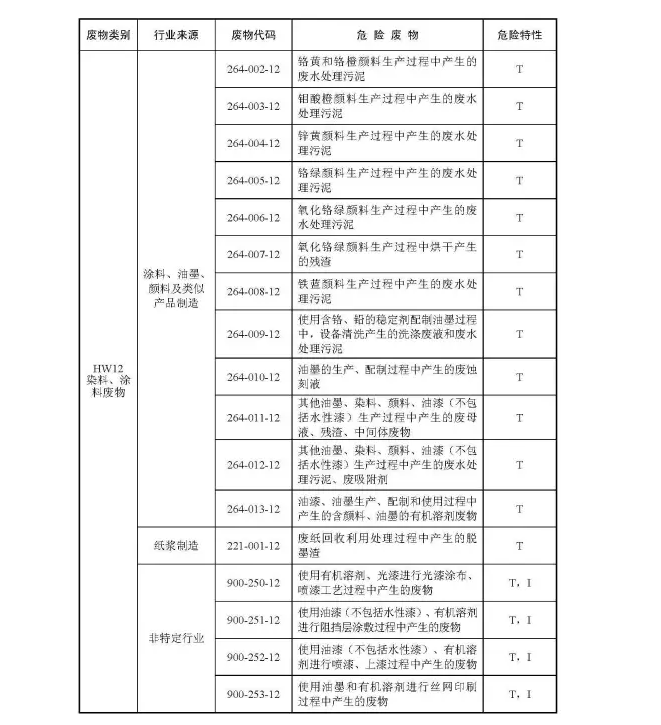 废物类别 行业来源 废物代码 危险废物 危险特性
HW12
染料、涂
料废物
涂料、油墨、
颜料及类似
产品制造
264-002-12
铬黄和铬橙颜料生产过程中产生的
废水处理污泥
T
264-003-12
钼酸橙颜料生产过程中产生的废水
处理污泥
T
264-004-12
锌黄颜料生产过程中产生的废水处
理污泥
T
264-005-12
铬绿颜料生产过程中产生的废水处
理污泥
T
264-006-12
氧化铬绿颜料生产过程中产生的废
水处理污泥
T
264-007-12
氧化铬绿颜料生产过程中烘干产生
的残渣
T
264-008-12
铁蓝颜料生产过程中产生的废水处
理污泥
T
264-009-12
使用含铬、铅的稳定剂配制油墨过程
中，设备清洗产生的洗涤废液和废水
处理污泥
T
264-010-12
油墨的生产、配制过程中产生的废蚀
刻液
T
264-011-12
其他油墨、染料、颜料、油漆（不包
括水性漆）生产过程中产生的废母
液、残渣、中间体废物
T
264-012-12
其他油墨、染料、颜料、油漆（不包
括水性漆）生产过程中产生的废水处
理污泥、废吸附剂
T
264-013-12
油漆、油墨生产、配制和使用过程中
产生的含颜料、油墨的有机溶剂废物
T
纸浆制造
221-001-12
废纸回收利用处理过程中产生的脱
墨渣
T
非特定行业
900-250-12
使用有机溶剂、光漆进行光漆涂布、
喷漆工艺过程中产生的废物
T，I
900-251-12
使用油漆（不包括水性漆）、有机溶剂
进行阻挡层涂敷过程中产生的废物
T，I
900-252-12
使用油漆（不包括水性漆）、有机溶
剂进行喷漆、上漆过程中产生的废物
T，I
900-253-12
使用油墨和有机溶剂进行丝网印刷
过程中产生的废物
T，I